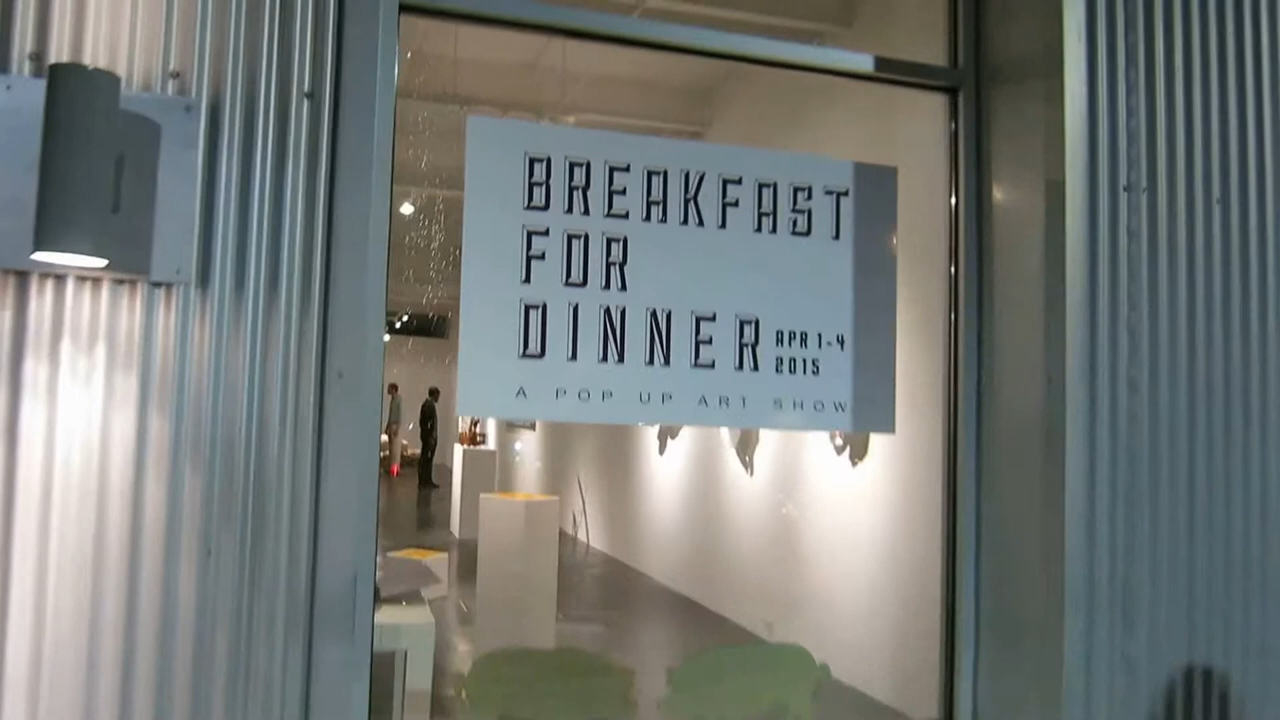 BREAKFAST
FOR
DINNER
APR 1-4
2015
A POP UP ART SHOW